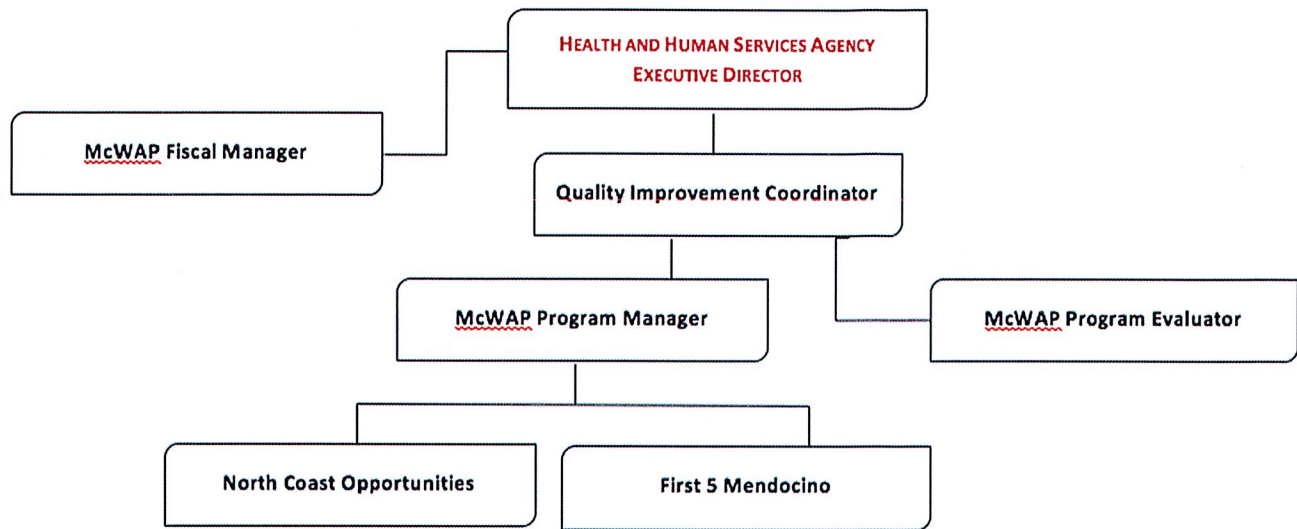 HEALTH AND HUMAN SERVICES AGENCY
EXECUTIVE DIRECTOR
McWAP Fiscal Manager
Quality Improvement Coordinator
McWAP Program Manager
McWAP Program Evaluator
North Coast Opportunities
First 5 Mendocino